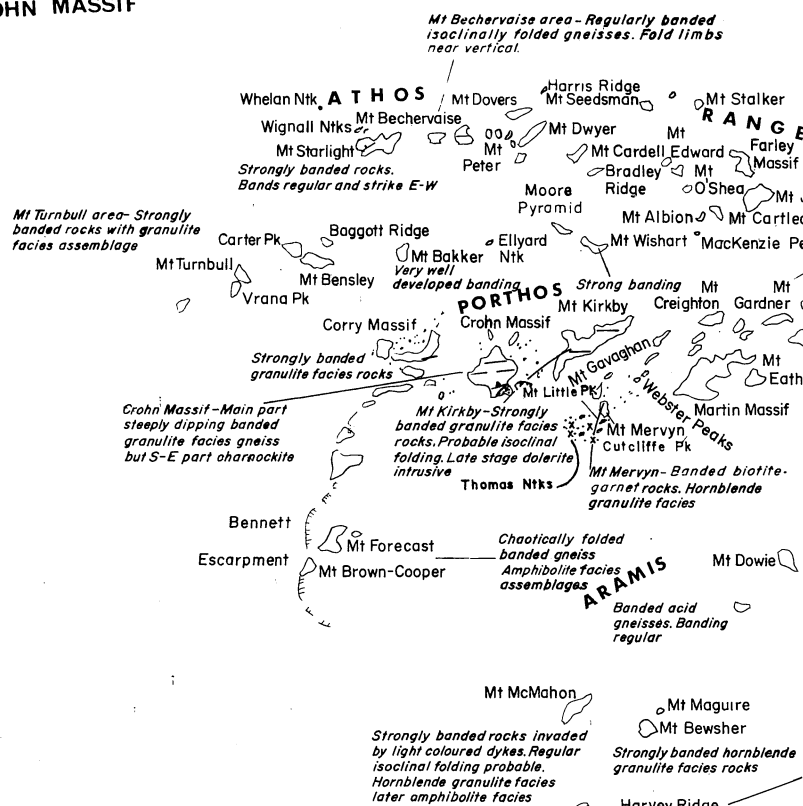 OHN MASSIF
Mt Bechervaise area – Regularly banded
isoclinally folded gneisses. Fold limbs
near vertical.
Whelan Ntk
ATHOS
Mt Dovers
Harris Ridge
Mt Seedsman
Mt Stalker
RANGE
Mt Bechervaise
Wignall Ntks
Mt Starlight
Mt
Peter
Mt Dwyer
Mt Cardell
Mt
Edward
Farley
Massif
Strongly banded rocks.
Bands regular and strike E-W
Bradley
Ridge
Mt
O'Shea
Moore
Pyramid
Mt Albion
Mt
Mt Turnbull area – Strongly
banded rocks with granulite
facies assemblage
Carter Pk
Baggott Ridge
Mt Bakker
Ellyard
Ntk
Mt Wishart
MacKenzie
Mt Turnbull
Mt Bensley
Vrana Pk
Very well
developed banding
Strong banding
PORTHOS
Mt Kirkby
Mt
Creighton
Mt
Gardner
Corry Massif
Crohn Massif
Mt Gavaghan
Strongly banded
granulite facies rocks
Mt Little Pk
Webster Peaks
Mt
Martin Massif
Crohn Massif – Main part
steeply dipping banded
granulite facies gneiss
but S-E part charnockite
Mt Kirkby – Strongly
banded granulite facies
rocks. Probable isoclinal
folding. Late stage dolerite
intrusive
Mt Mervyn
Cutcliffe Pk
Thomas Ntks
Mt Mervyn – Banded biotite-
garnet rocks. Hornblende
granulite facies
Bennett
Escarpment
Mt Forecast
Mt Brown-Cooper
Chaotically folded
banded gneiss
Amphibolite facies
assemblages
ARAMIS
Mt Dowie
Banded acid
gneisses. Banding
regular
Mt McMahon
Mt Maguire
Mt Bewsher
Strongly banded rocks invaded
by light coloured dykes. Regular
isoclinal folding probable.
Hornblende granulite facies
later amphibolite facies
Strongly banded hornblende
granulite facies rocks
Harvey Ridge